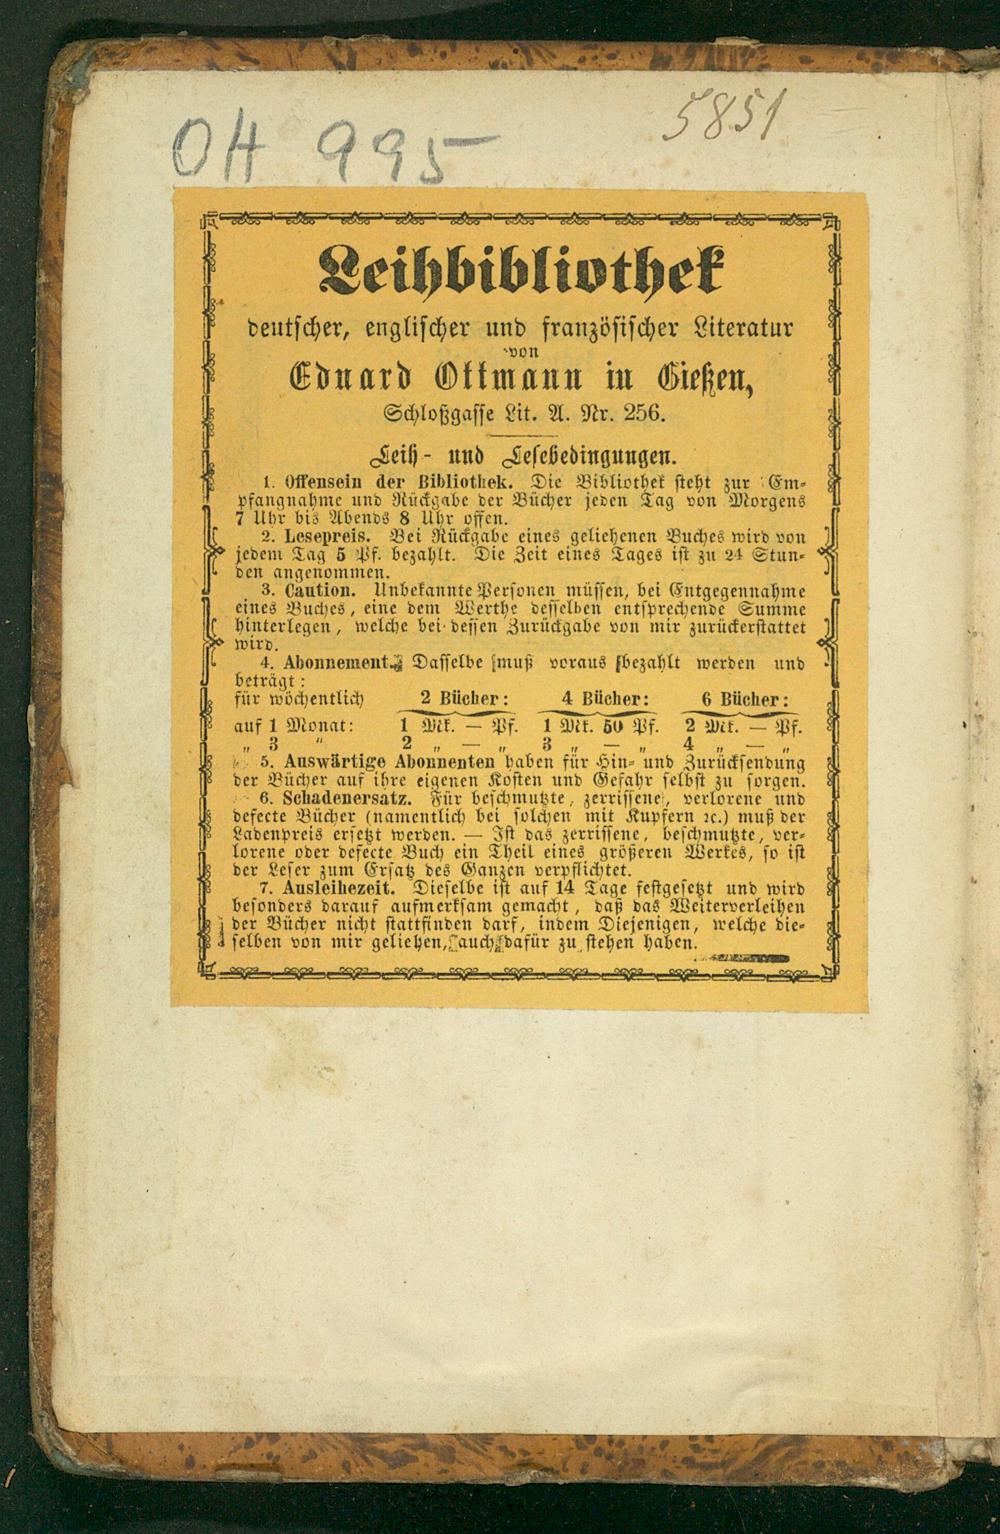 OH 995
5851
Leihbibliothek
deutscher, englischer und französischer Literatur
von
Eduard Ottmann in Gießen,
Schloßgasse Lit. A. Nr. 256.
Leih- und Lesebedingungen.
1. Offensein der Bibliothek. Die Bibliothek steht zur Em-
pfangnahme und Rückgabe der Bücher jeden Tag von Morgens
7 Uhr bis Abends 8 Uhr offen.
2. Lesepreis. Bei Rückgabe eines geliehenen Buches wird von
jedem Tag 5 Pf. bezahlt. Die Zeit eines Tages ist zu 24 Stun-
den angenommen.
3. Caution. Unbekannte Personen müssen, bei Entgegennahme
eines Buches, eine dem Werthe desselben entsprechende Summe
hinterlegen, welche bei dessen Zurückgabe von mir zurückerstattet
wird.
4. Abonnement. Dasselbe muß voraus bezahlt werden und
beträgt:
für wöchentlich 2 Bücher: 4 Bücher: 6 Bücher:
auf 1 Monat: 1 Mk. — Pf. 1 Mk. 50 Pf. 2 Mk. — Pf.
„ 3 „ 2 „ — „ 3 „ — „ 4 „ — „
5. Auswärtige Abonnenten haben für Hin- und Zurücksendung
der Bücher auf ihre eigenen Kosten und Gefahr selbst zu sorgen.
6. Schadenersatz. Für beschmutzte, zerrissene, verlorene und
defecte Bücher (namentlich bei solchen mit Kupfern ꝛc.) muß der
Ladenpreis ersetzt werden. — Ist das zerrissene, beschmutzte, ver-
lorene oder defecte Buch ein Theil eines größeren Werkes, so ist
der Leser zum Ersatz des Ganzen verpflichtet.
7. Ausleihezeit. Dieselbe ist auf 14 Tage festgesetzt und wird
besonders darauf aufmerksam gemacht, daß das Weiterverleihen
der Bücher nicht stattfinden darf, indem Diejenigen, welche die-
selben von mir geliehen, auch dafür zu stehen haben.